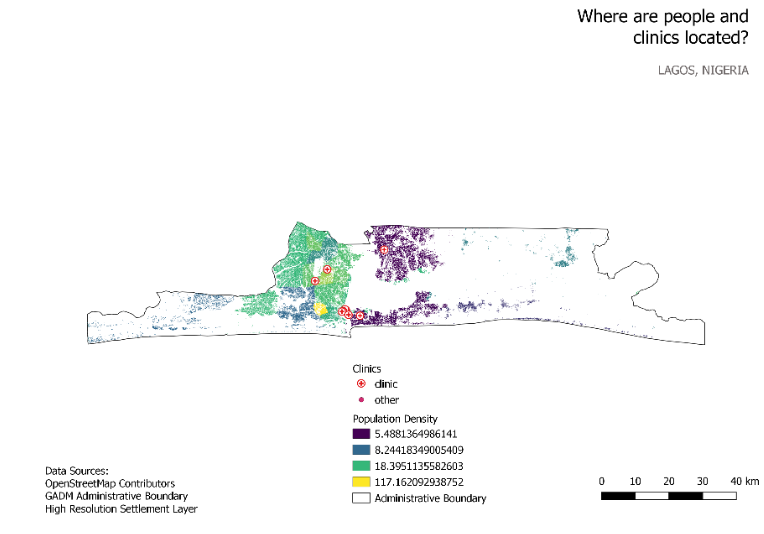 Where are people and
clinics located?
LAGOS, NIGERIA
Clinics
clinic
other
Population Density
5.4881364986141
8.24418349005409
18.3951135582603
117.162092938752
Administrative Boundary
Data Sources:
OpenStreetMap Contributors
GADM Administrative Boundary
High Resolution Settlement Layer
0 10 20 30 40 km